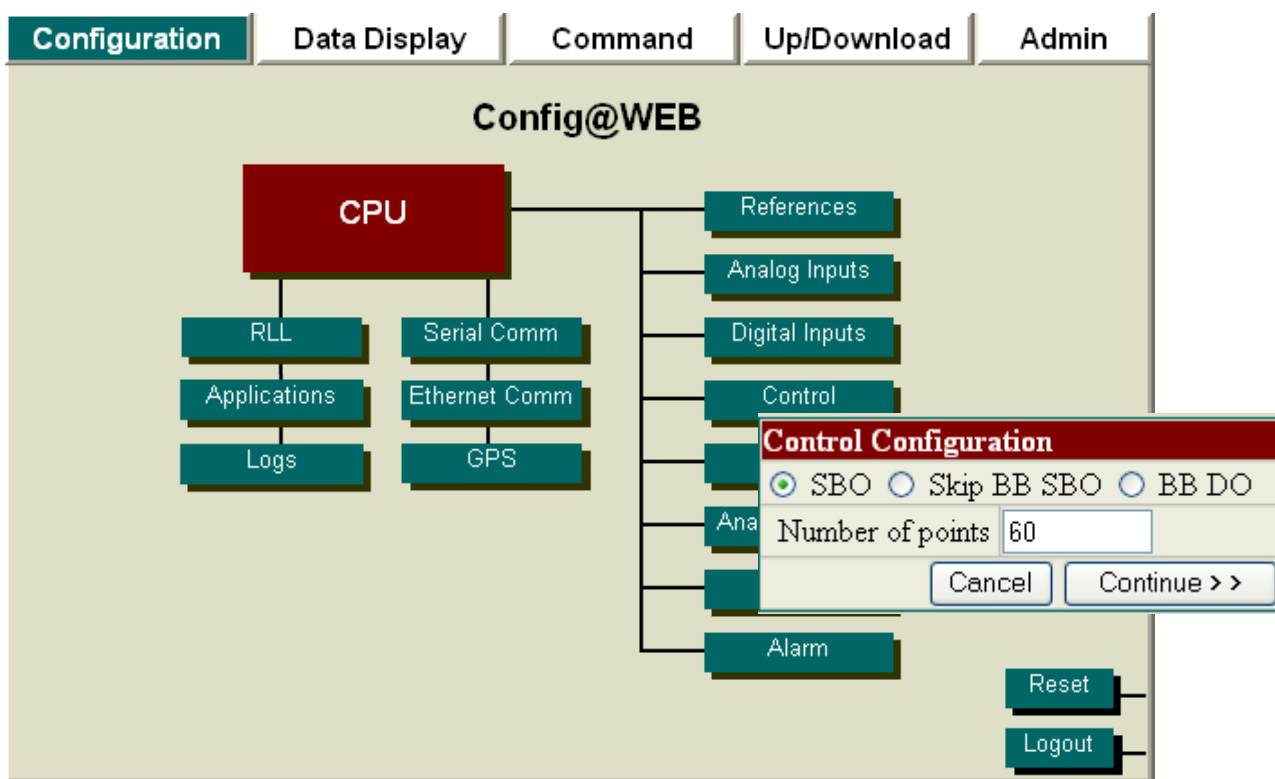 Configuration Data Display Command Up/Download Admin
Config@WEB
CPU
References
Analog Inputs
RLL Serial Comm Digital Inputs
Applications Ethernet Comm Control
Logs GPS
Control Configuration
SBO Skip BB SBO BB DO
Ana
Number of points 60
Cancel Continue >>
Alarm
Reset
Logout